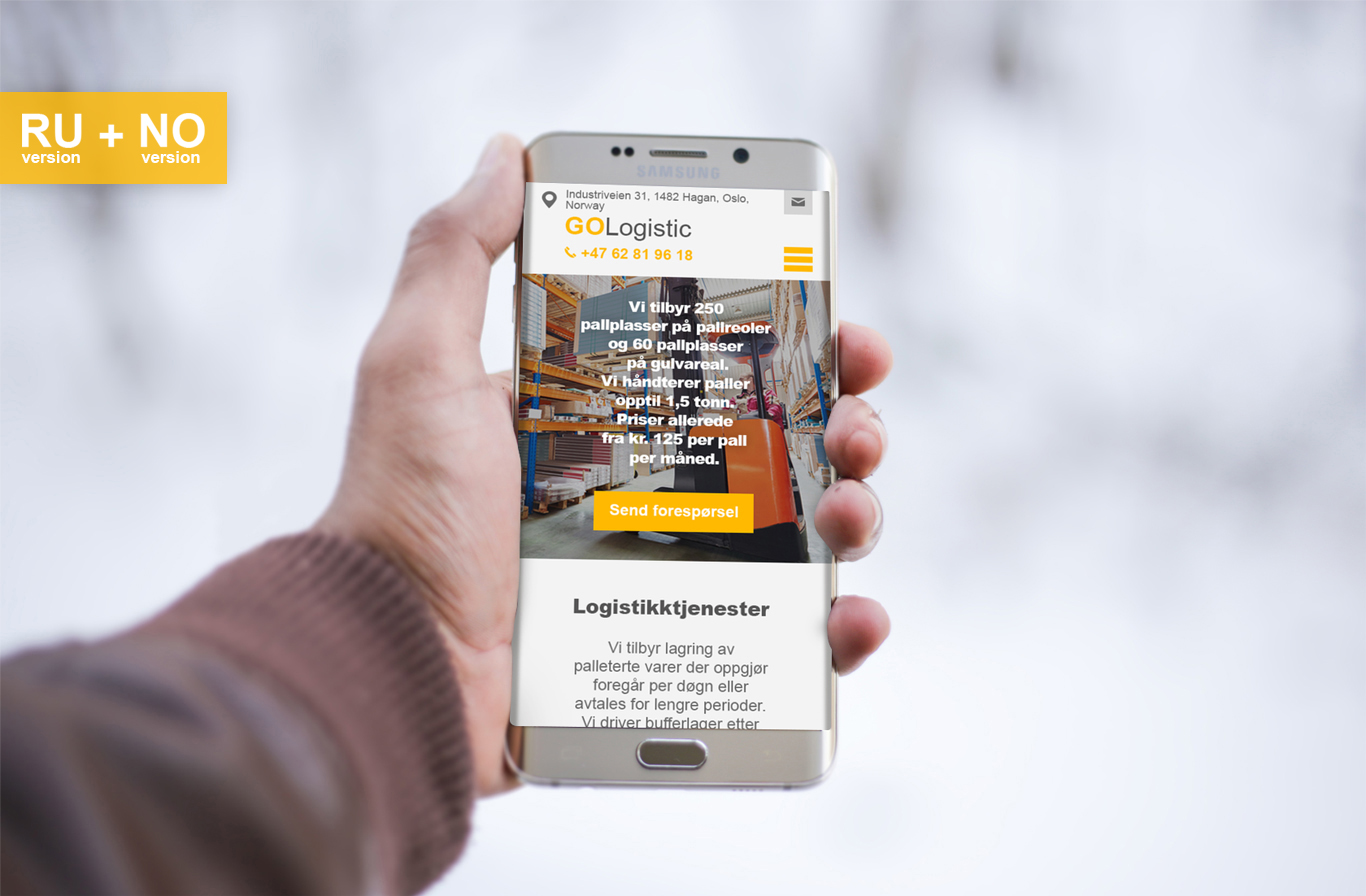 RU + NO
version version
SAMSUNG
Industriveien 31, 1482 Hagan, Oslo,
Norway
GOLogistic
+47 62 81 96 18
Vi tilbyr 250
pallplasser på pallreoler
og 60 pallplasser
på gulvareal.
Vi håndterer paller
opptil 1,5 tonn.
Priser allerede
fra kr. 125 per pall
per måned.
Send forespørsel
Logistikktjenester
Vi tilbyr lagring av
palleterte varer der oppgjør
foregår per døgn eller
avtales for lengre perioder.
Vi driver bufferlager etter